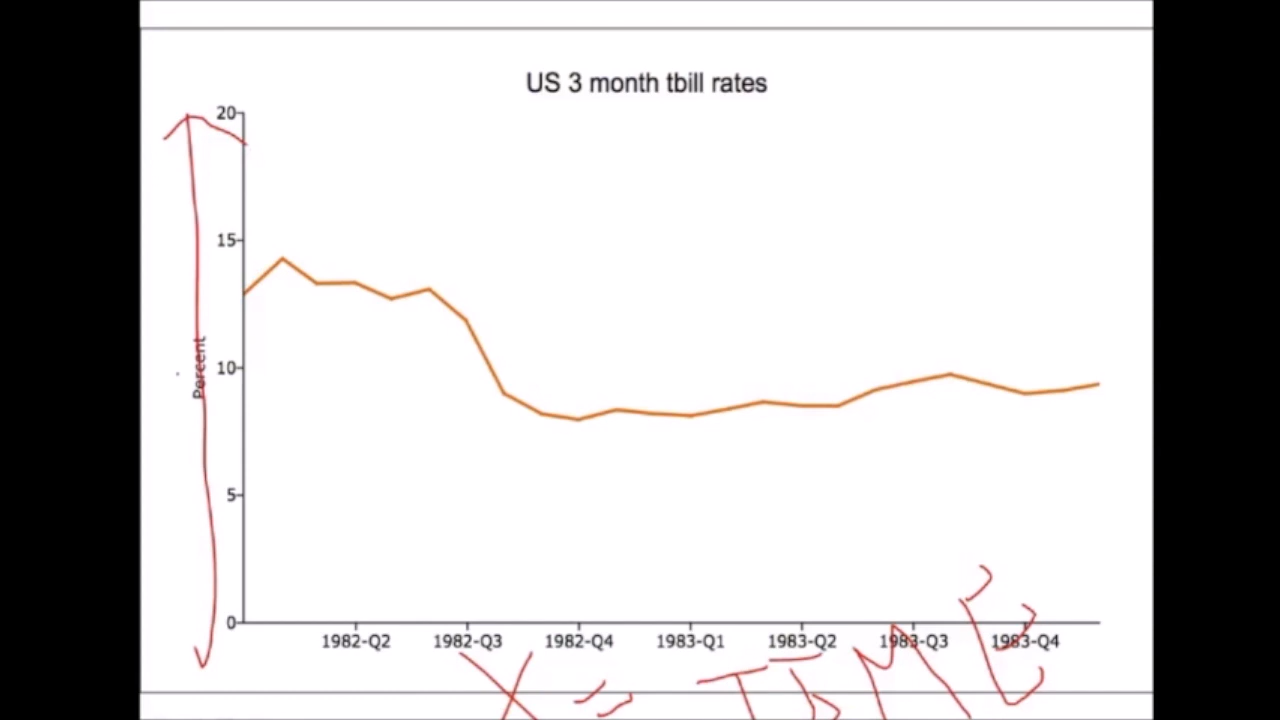 US 3 month tbill rates
20
15
10
5
0
Percent
1982-Q2 1982-Q3 1982-Q4 1983-Q1 1983-Q2 1983-Q3 1983-Q4
X = TIME